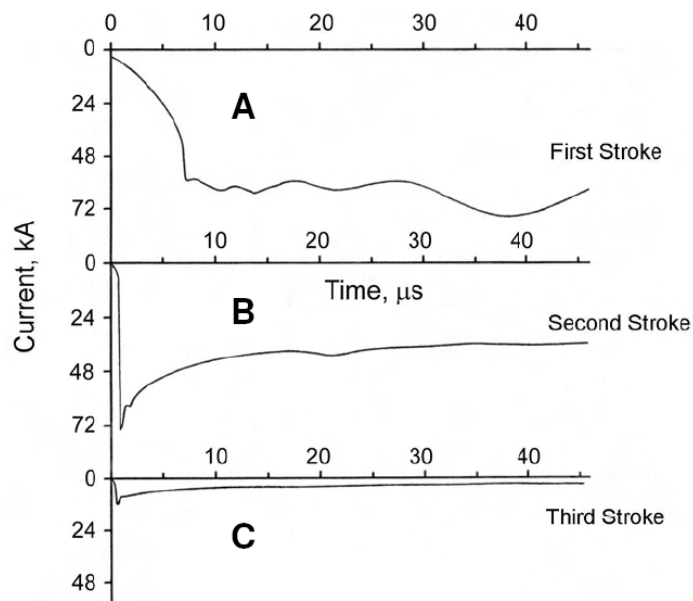 0 10 20 30 40
0
24
A
48
First Stroke
72
10 20 30 40
0
Current, kA
Time, μs
B
24
Second Stroke
48
72
10 20 30 40
0
24
C
Third Stroke
48